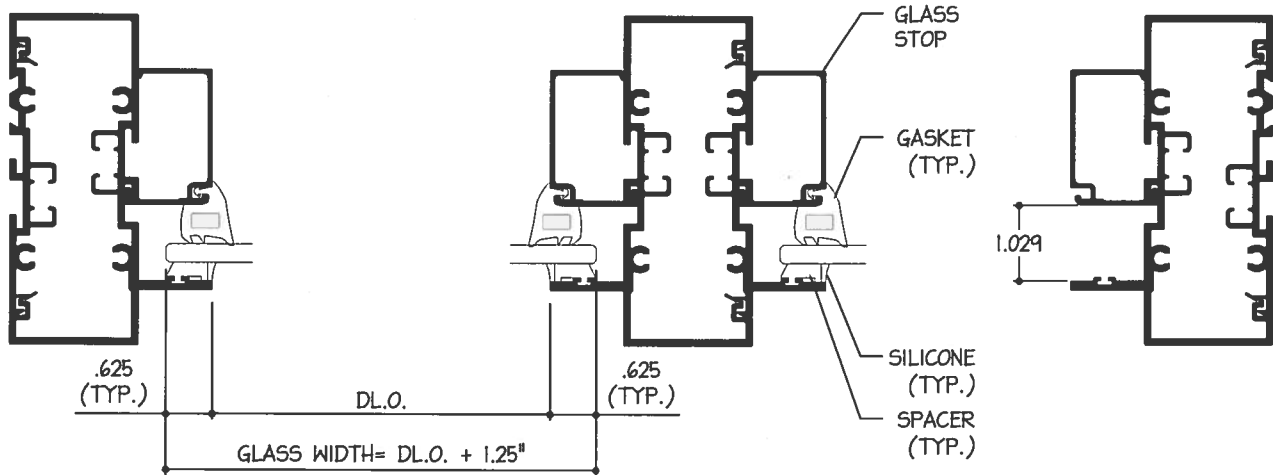 GLASS
STOP
GASKET
(TYP.)
1.029
SILICONE
(TYP.)
SPACER
(TYP.)
.625
(TYP.)
DL.O.
.625
(TYP.)
GLASS WIDTH= DL.O. + 1.25"